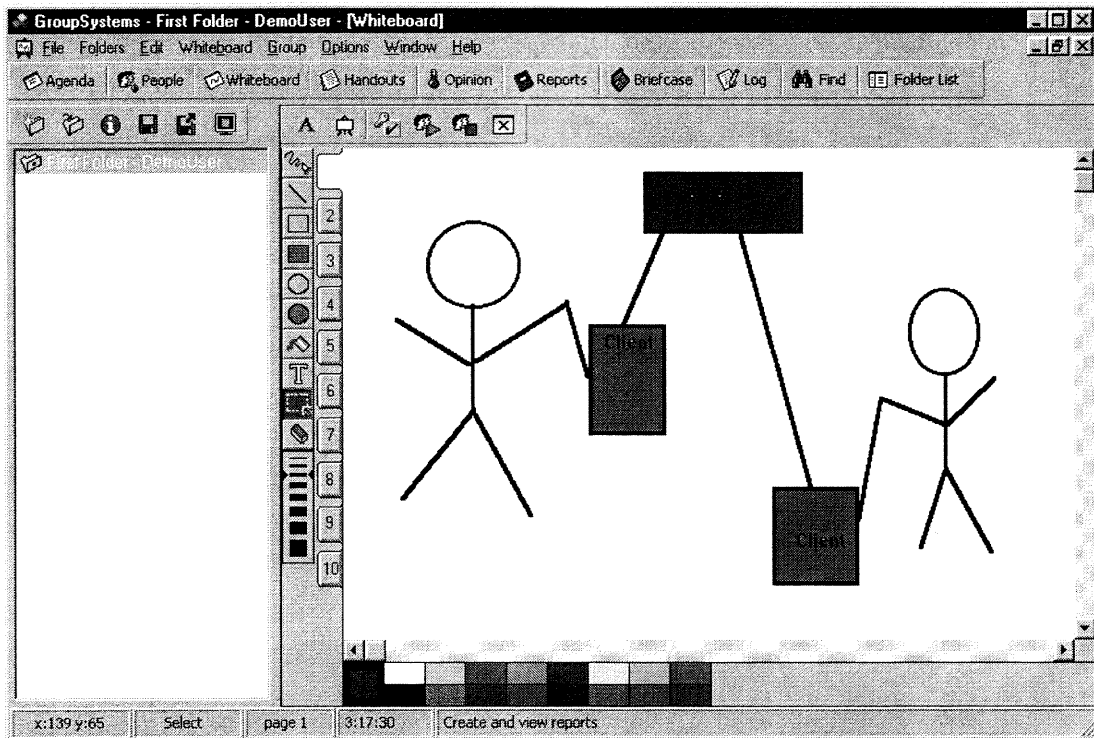 GroupSystems - First Folder - DemoUser - [Whiteboard]
File Folders Edit Whiteboard Group Options Window Help
Agenda People Whiteboard Handouts Opinion Reports Briefcase Log Find Folder List
A
First Folder - DemoUser
2
3
4
5
T
6
7
8
9
10
Client
Client
x:139 y:65 Select page 1 3:17:30 Create and view reports